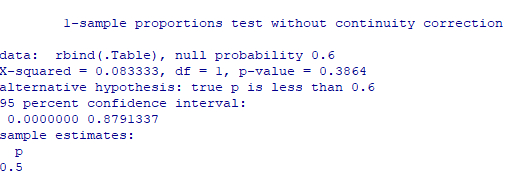 1-sample proportions test without continuity correction
data:  rbind(.Table), null probability 0.6
X-squared = 0.083333, df = 1, p-value = 0.3864
alternative hypothesis: true p is less than 0.6
95 percent confidence interval:
0.0000000 0.8791337
sample estimates:
p
0.5